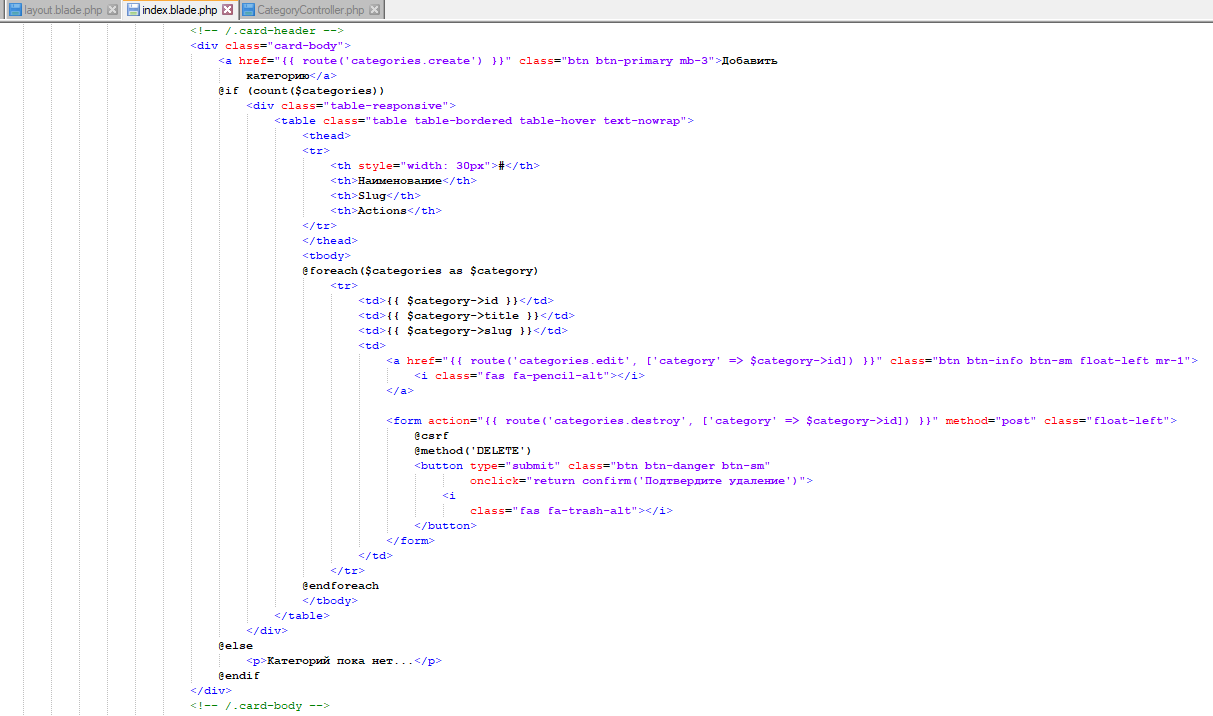 layout.blade.php index.blade.php CategoryController.php
<!-- /.card-header -->
<div class="card-body">
<a href="{{ route('categories.create') }}" class="btn btn-primary mb-3">Добавить
категорию</a>
@if (count($categories))
<div class="table-responsive">
<table class="table table-bordered table-hover text-nowrap">
<thead>
<tr>
<th style="width: 30px">#</th>
<th>Наименование</th>
<th>Slug</th>
<th>Actions</th>
</tr>
</thead>
<tbody>
@foreach($categories as $category)
<tr>
<td>{{ $category->id }}</td>
<td>{{ $category->title }}</td>
<td>{{ $category->slug }}</td>
<td>
<a href="{{ route('categories.edit', ['category' => $category->id]) }}" class="btn btn-info btn-sm float-left mr-1">
<i class="fas fa-pencil-alt"></i>
</a>
<form action="{{ route('categories.destroy', ['category' => $category->id]) }}" method="post" class="float-left">
@csrf
@method('DELETE')
<button type="submit" class="btn btn-danger btn-sm"
onclick="return confirm('Подтвердите удаление')">
<i
class="fas fa-trash-alt"></i>
</button>
</form>
</td>
</tr>
@endforeach
</tbody>
</table>
</div>
@else
<p>Категорий пока нет...</p>
@endif
</div>
<!-- /.card-body -->